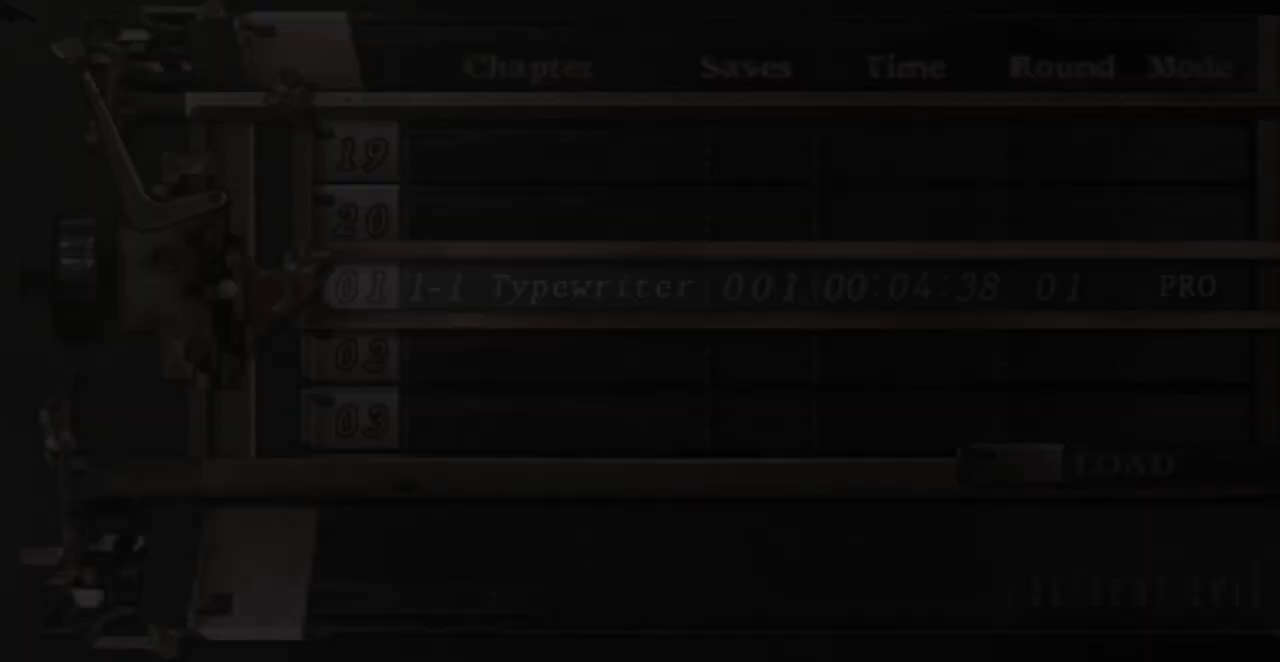 Chapter Saves Time Round Mode
19
20
01 1-1 Typewriter 001 00:04:38 01 PRO
02
03
LOAD